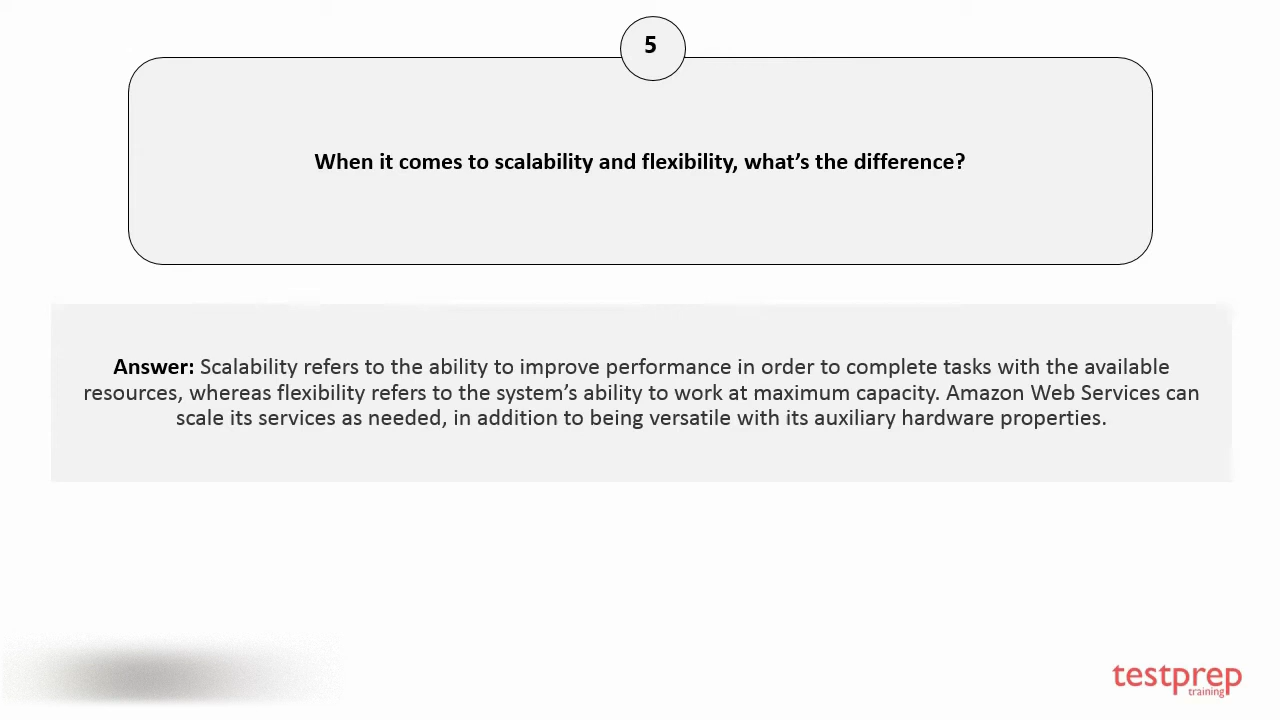 5
When it comes to scalability and flexibility, what’s the difference?
Answer: Scalability refers to the ability to improve performance in order to complete tasks with the available
resources, whereas flexibility refers to the system’s ability to work at maximum capacity. Amazon Web Services can
scale its services as needed, in addition to being versatile with its auxiliary hardware properties.
testprep
training